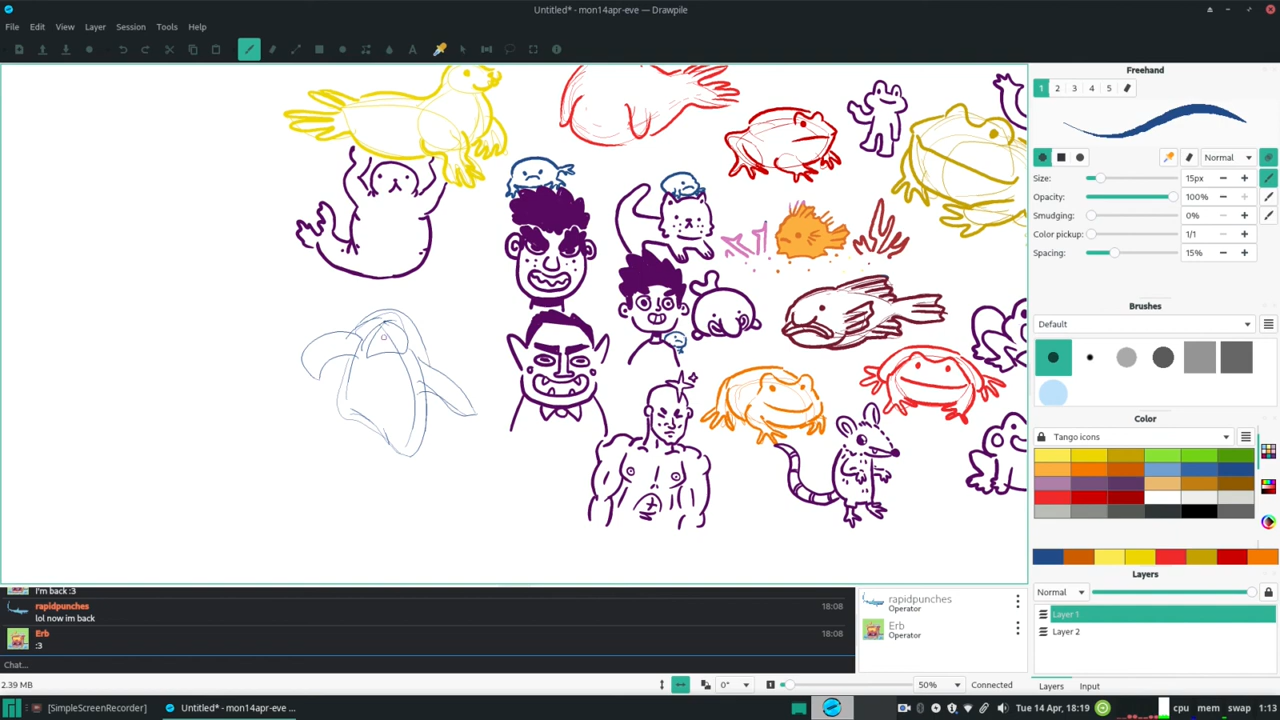 Untitled* - mon14apr-eve — Drawpile
File Edit View Layer Session Tools Help
Freehand
1 2 3 4 5
Normal
Size: 15px
Opacity: 100%
Smudging: 0%
Color pickup: 1/1
Spacing: 15%
Brushes
Default
Color
Tango icons
Layers
Normal
Layer 1
Layer 2
Layers Input
I'm back :3
rapidpunches 18:08
lol now im back
Erb 18:08
:3
Chat...
rapidpunches
Operator
Erb
Operator
2.39 MB
0°
50%
Connected
[SimpleScreenRecorder]
Untitled* - mon14apr-eve ...
Tue 14 Apr, 18:19
cpu mem swap 1:13